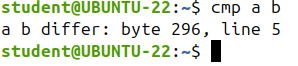 student@UBUNTU-22:~$ cmp a b
a b differ: byte 296, line 5
student@UBUNTU-22:~$